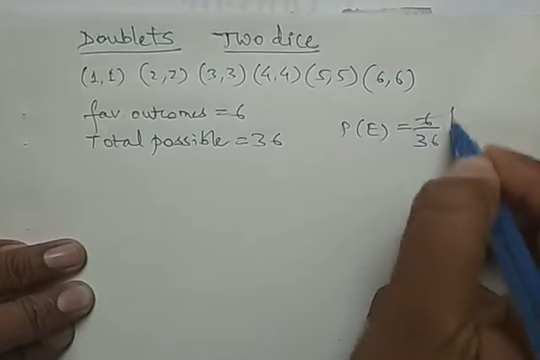 Doublets Two dice
(1,1) (2,2) (3,3) (4,4) (5,5) (6,6)
fav outcomes = 6
Total possible = 36
P(E) = 6/36